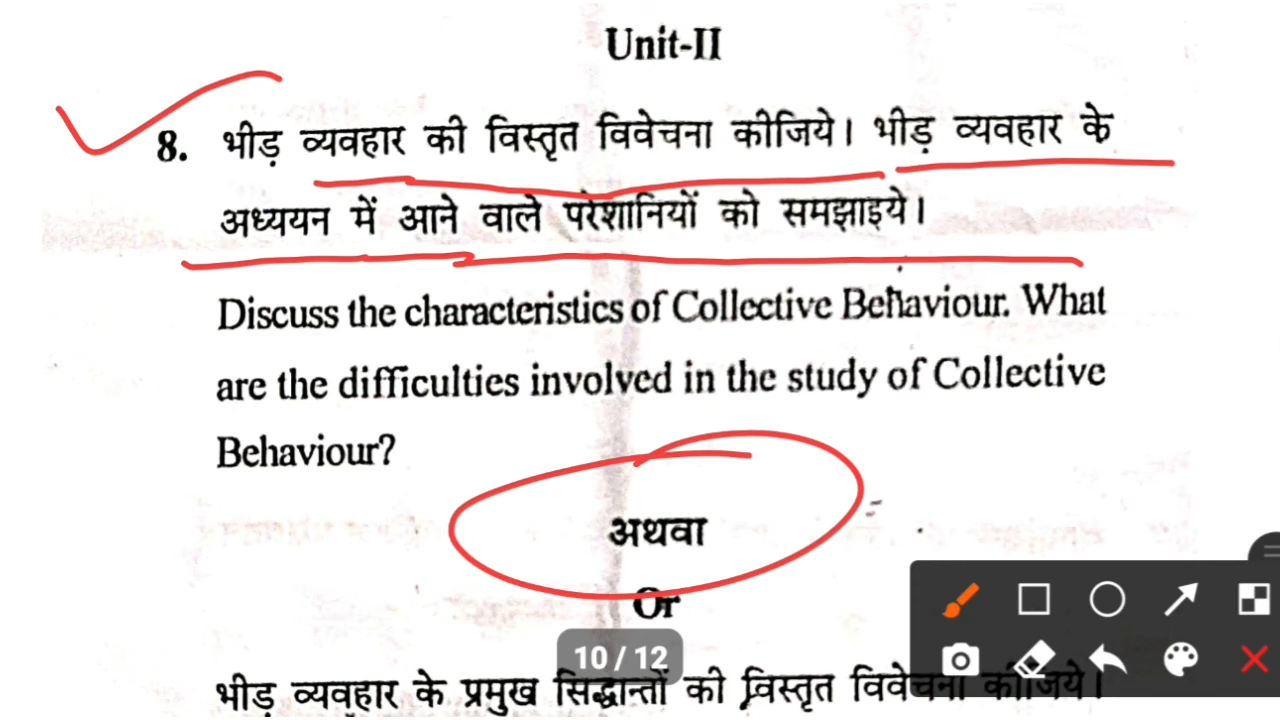 Unit-II
8. भीड़ व्यवहार की विस्तृत विवेचना कीजिये। भीड़ व्यवहार के
अध्ययन में आने वाले परेशानियों को समझाइये।
Discuss the characteristics of Collective Behaviour. What
are the difficulties involved in the study of Collective
Behaviour?
अथवा
Or
10 / 12
भीड़ व्यवहार के प्रमुख सिद्धान्तों की विस्तृत विवेचना कीजिये।